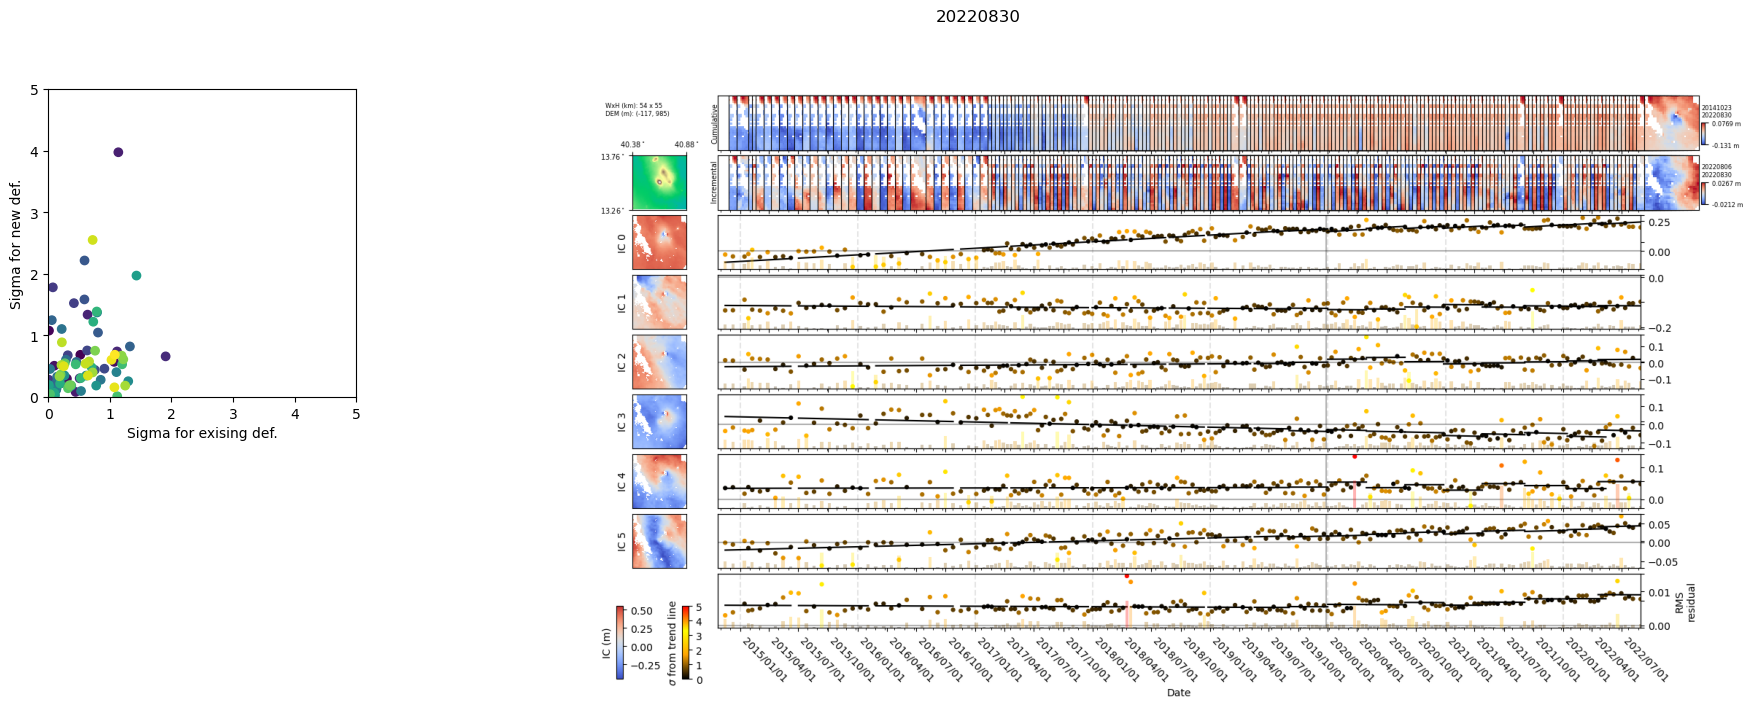 20220830
5
4
3
2
1
0
0 1 2 3 4 5
Sigma for new def.
Sigma for exising def.
WxH (km): 54 x 55
DEM (m): (-117, 985)
40.38° 40.88°
13.76°
13.26°
Cumulative
20141023
20220830
0.0769 m
-0.131 m
Incremental
20220806
20220830
0.0267 m
-0.0212 m
IC 0
0.25
0.00
IC 1
0.0
−0.2
IC 2
0.1
0.0
−0.1
IC 3
0.1
0.0
−0.1
IC 4
0.1
0.0
IC 5
0.05
0.00
−0.05
0.01
0.00
RMS
residual
IC (m)
0.50
0.25
0.00
−0.25
σ from trend line
5
4
3
2
1
0
2015/01/01 2015/04/01 2015/07/01 2015/10/01 2016/01/01 2016/04/01 2016/07/01 2016/10/01 2017/01/01 2017/04/01 2017/07/01 2017/10/01 2018/01/01 2018/04/01 2018/07/01 2018/10/01 2019/01/01 2019/04/01 2019/07/01 2019/10/01 2020/01/01 2020/04/01 2020/07/01 2020/10/01 2021/01/01 2021/04/01 2021/07/01 2021/10/01 2022/01/01 2022/04/01 2022/07/01
Date